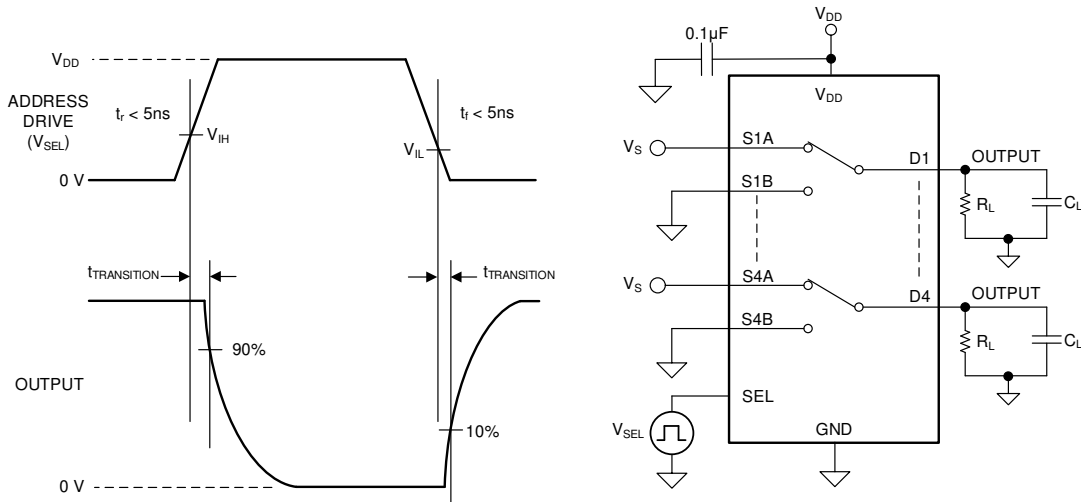 V_DD
ADDRESS
DRIVE
(V_SEL)
t_r < 5ns
V_IH
V_IL
t_f < 5ns
0 V
t_TRANSITION
t_TRANSITION
90%
OUTPUT
10%
0 V
V_DD
0.1µF
V_DD
V_S
S1A
D1
OUTPUT
S1B
R_L
C_L
V_S
S4A
D4
OUTPUT
S4B
R_L
C_L
SEL
V_SEL
GND